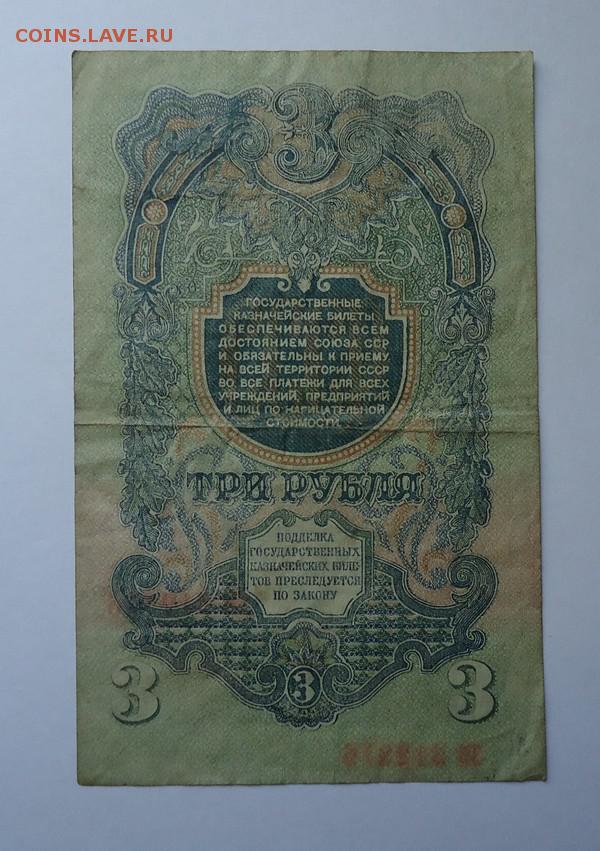 COINS.LAVE.RU
3
ГОСУДАРСТВЕННЫЕ
КАЗНАЧЕЙСКИЕ БИЛЕТЫ
ОБЕСПЕЧИВАЮТСЯ ВСЕМ
ДОСТОЯНИЕМ СОЮЗА ССР
И ОБЯЗАТЕЛЬНЫ К ПРИЕМУ
НА ВСЕЙ ТЕРРИТОРИИ СССР
ВО ВСЕ ПЛАТЕЖИ ДЛЯ ВСЕХ
УЧРЕЖДЕНИЙ, ПРЕДПРИЯТИЙ
И ЛИЦ ПО НАРИЦАТЕЛЬНОЙ
СТОИМОСТИ.
ТРИ РУБЛЯ
ПОДДЕЛКА
ГОСУДАРСТВЕННЫХ
КАЗНАЧЕЙСКИХ БИЛЕ-
ТОВ ПРЕСЛЕДУЕТСЯ
ПО ЗАКОНУ
3 3 3